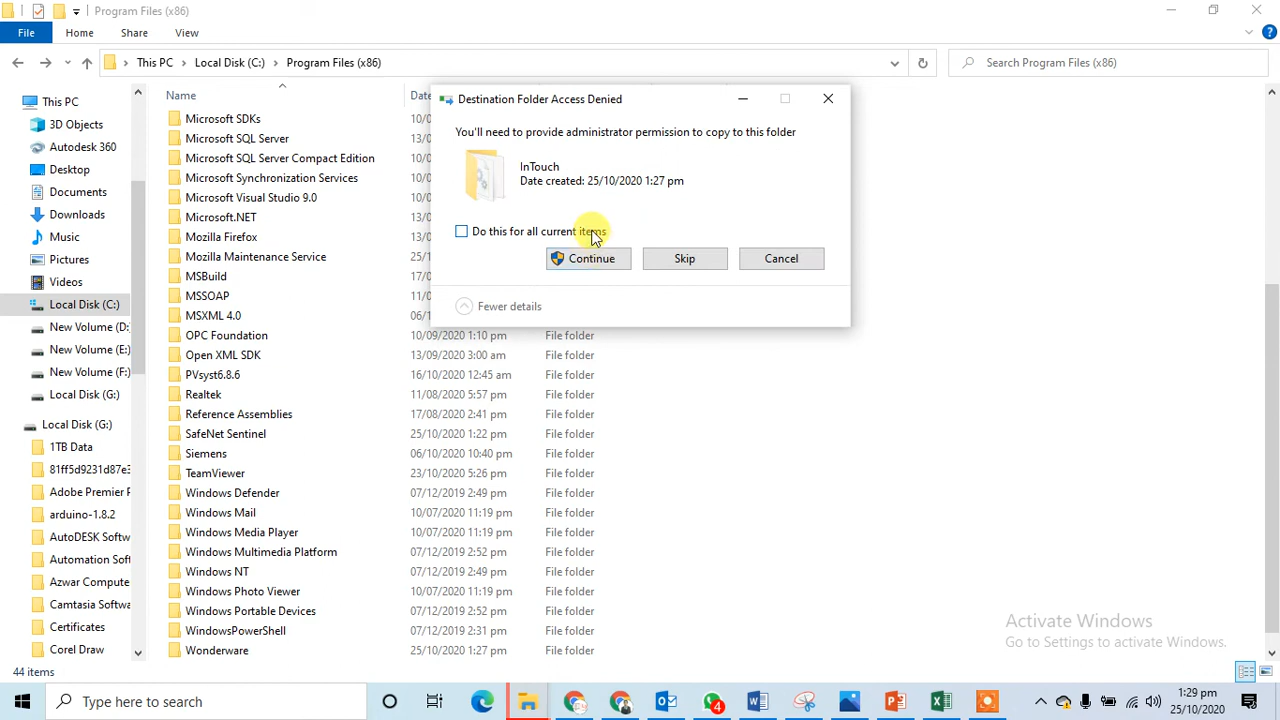 Program Files (x86)
File Home Share View
This PC Local Disk (C:) Program Files (x86) Search Program Files (x86)
This PC
3D Objects
Autodesk 360
Desktop
Documents
Downloads
Music
Pictures
Videos
Local Disk (C:)
New Volume (D:
New Volume (E:)
New Volume (F:)
Local Disk (G:)
Local Disk (G:)
1TB Data
81ff5d9231d87e3
Adobe Premier P
arduino-1.8.2
AutoDESK Softw
Automation Soft
Azwar Compute
Camtasia Softwa
Certificates
Corel Draw
Name Date
Microsoft SDKs 10/0
Microsoft SQL Server 13/0
Microsoft SQL Server Compact Edition 10/0
Microsoft Synchronization Services 10/0
Microsoft Visual Studio 9.0 10/0
Microsoft.NET 13/0
Mozilla Firefox 22/0
Mozilla Maintenance Service 25/1
MSBuild 10/0
MSSOAP 10/0
MSXML 4.0 06/1
OPC Foundation 10/09/2020 1:10 pm File folder
Open XML SDK 13/09/2020 3:00 am File folder
PVsyst6.8.6 16/10/2020 12:45 am File folder
Realtek 11/08/2020 5:57 pm File folder
Reference Assemblies 17/08/2020 2:41 pm File folder
SafeNet Sentinel 25/10/2020 1:22 pm File folder
Siemens 06/10/2020 10:40 pm File folder
TeamViewer 23/10/2020 5:26 pm File folder
Windows Defender 07/12/2019 2:49 pm File folder
Windows Mail 10/07/2020 11:19 pm File folder
Windows Media Player 10/07/2020 11:19 pm File folder
Windows Multimedia Platform 07/12/2019 2:52 pm File folder
Windows NT 07/12/2019 2:49 pm File folder
Windows Photo Viewer 10/07/2020 11:19 pm File folder
Windows Portable Devices 07/12/2019 2:52 pm File folder
WindowsPowerShell 07/12/2019 2:31 pm File folder
Wonderware 25/10/2020 1:27 pm File folder
Destination Folder Access Denied
You'll need to provide administrator permission to copy to this folder
InTouch
Date created: 25/10/2020 1:27 pm
Do this for all current items
Continue Skip Cancel
Fewer details
Activate Windows
Go to Settings to activate Windows.
44 items
Type here to search
4
1:29 pm
25/10/2020